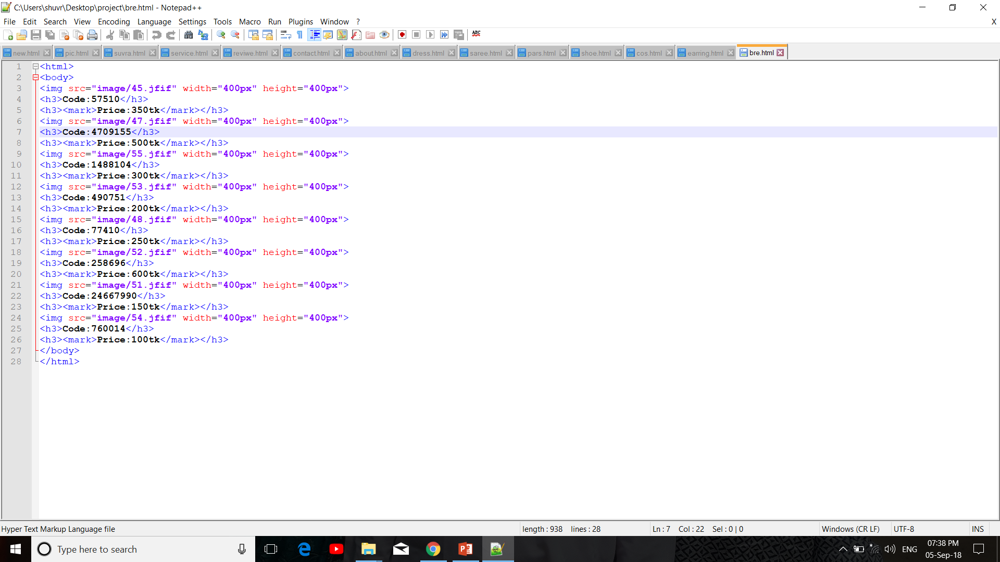 C:\Users\shuvr\Desktop\project\bre.html - Notepad++
File Edit Search View Encoding Language Settings Tools Macro Run Plugins Window ? X
ABC
new.html pic.html suvra.html service.html reviwe.html contact.html about.html dress.html saree.html pars.html shoe.html cos.html earring.html bre.html
1 <html>
2 <body>
3 <img src="image/45.jfif" width="400px" height="400px">
4 <h3>Code:57510</h3>
5 <h3><mark>Price:350tk</mark></h3>
6 <img src="image/47.jfif" width="400px" height="400px">
7 <h3>Code:4709155</h3>
8 <h3><mark>Price:500tk</mark></h3>
9 <img src="image/55.jfif" width="400px" height="400px">
10 <h3>Code:1488104</h3>
11 <h3><mark>Price:300tk</mark></h3>
12 <img src="image/53.jfif" width="400px" height="400px">
13 <h3>Code:490751</h3>
14 <h3><mark>Price:200tk</mark></h3>
15 <img src="image/48.jfif" width="400px" height="400px">
16 <h3>Code:77410</h3>
17 <h3><mark>Price:250tk</mark></h3>
18 <img src="image/52.jfif" width="400px" height="400px">
19 <h3>Code:258696</h3>
20 <h3><mark>Price:600tk</mark></h3>
21 <img src="image/51.jfif" width="400px" height="400px">
22 <h3>Code:24667990</h3>
23 <h3><mark>Price:150tk</mark></h3>
24 <img src="image/54.jfif" width="400px" height="400px">
25 <h3>Code:760014</h3>
26 <h3><mark>Price:100tk</mark></h3>
27 </body>
28 </html>
Hyper Text Markup Language file length : 938 lines : 28 Ln : 7 Col : 22 Sel : 0 | 0 Windows (CR LF) UTF-8 INS
Type here to search ENG 07:38 PM
05-Sep-18